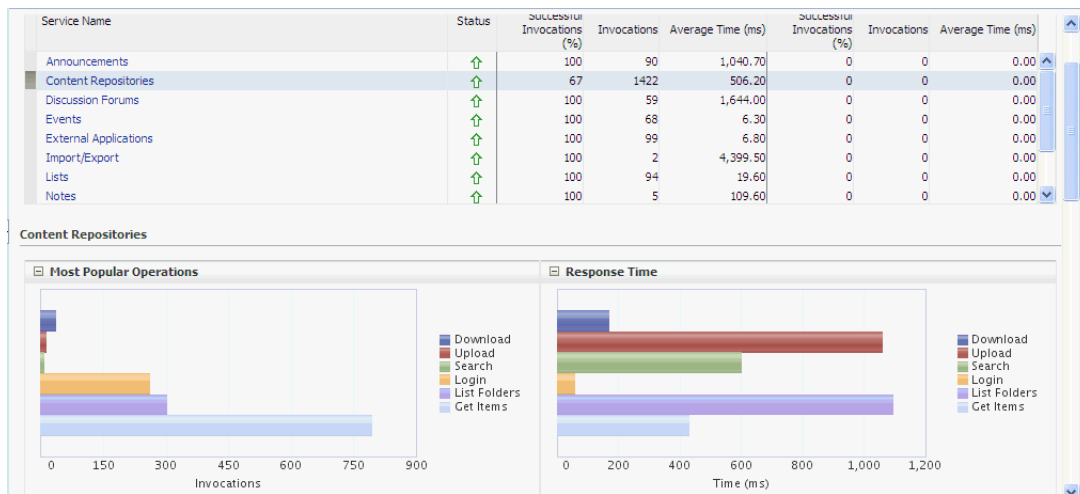 Service Name Status Successful Invocations (%) Invocations Average Time (ms) Successful Invocations (%) Invocations Average Time (ms)
Announcements 100 90 1,040.70 0 0 0.00
Content Repositories 67 1422 506.20 0 0 0.00
Discussion Forums 100 59 1,644.00 0 0 0.00
Events 100 68 6.30 0 0 0.00
External Applications 100 99 6.80 0 0 0.00
Import/Export 100 2 4,399.50 0 0 0.00
Lists 100 94 19.60 0 0 0.00
Notes 100 5 109.60 0 0 0.00
Content Repositories
Most Popular Operations
Download
Upload
Search
Login
List Folders
Get Items
0 150 300 450 600 750 900
Invocations
Response Time
Download
Upload
Search
Login
List Folders
Get Items
0 200 400 600 800 1,000 1,200
Time (ms)